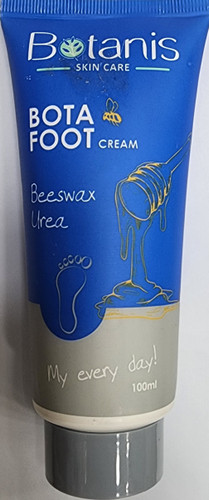 Botanis
SKIN CARE
BOTA
FOOT CREAM
Beeswax
Urea
My every day!
100ml